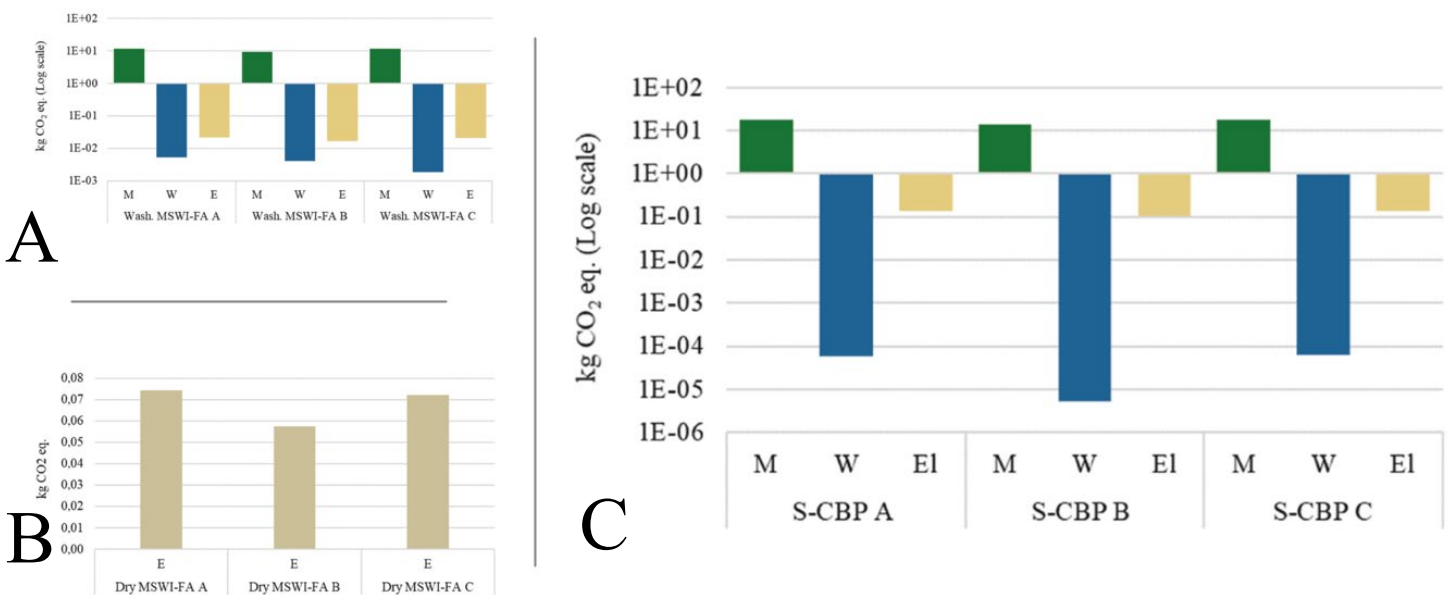 A
kg CO₂ eq. (Log scale)
1E+02
1E+01
1E+00
1E-01
1E-02
1E-03
M W E M W E M W E
Wash. MSWI-FA A Wash. MSWI-FA B Wash. MSWI-FA C
B
kg CO2 eq.
0,08
0,07
0,06
0,05
0,04
0,03
0,02
0,01
0,00
E E E
Dry MSWI-FA A Dry MSWI-FA B Dry MSWI-FA C
C
kg CO₂ eq. (Log scale)
1E+02
1E+01
1E+00
1E-01
1E-02
1E-03
1E-04
1E-05
1E-06
M W El M W El M W El
S-CBP A S-CBP B S-CBP C